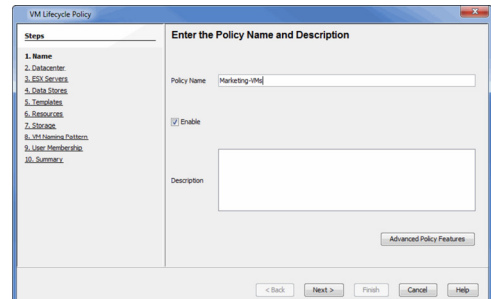 VM Lifecycle Policy
Steps
1. Name
2. Datacenter
3. ESX Servers
4. Data Stores
5. Templates
6. Resources
7. Storage
8. VM Naming Pattern
9. User Membership
10. Summary
Enter the Policy Name and Description
Policy Name Marketing-VMs
Enable
Description
Advanced Policy Features
< Back Next > Finish Cancel Help